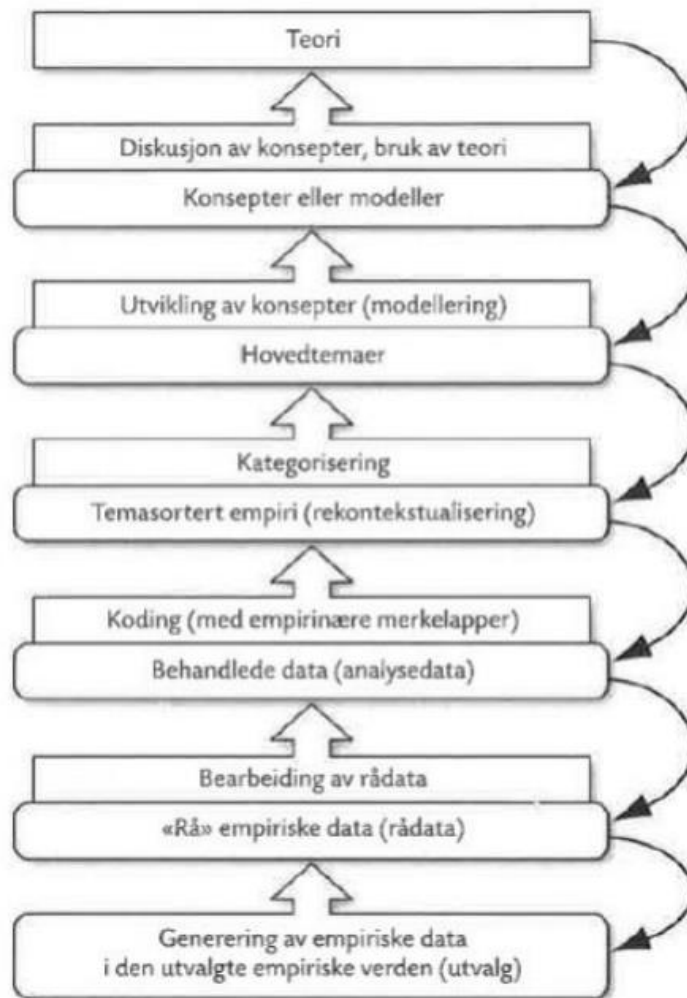 Teori
Diskusjon av konsepter, bruk av teori
Konsepter eller modeller
Utvikling av konsepter (modellering)
Hovedtemaer
Kategorisering
Temasortert empiri (rekontekstualisering)
Koding (med empirinære merkelapper)
Behandlede data (analysedata)
Bearbeiding av rådata
«Rå» empiriske data (rådata)
Generering av empiriske data
i den utvalgte empiriske verden (utvalg)